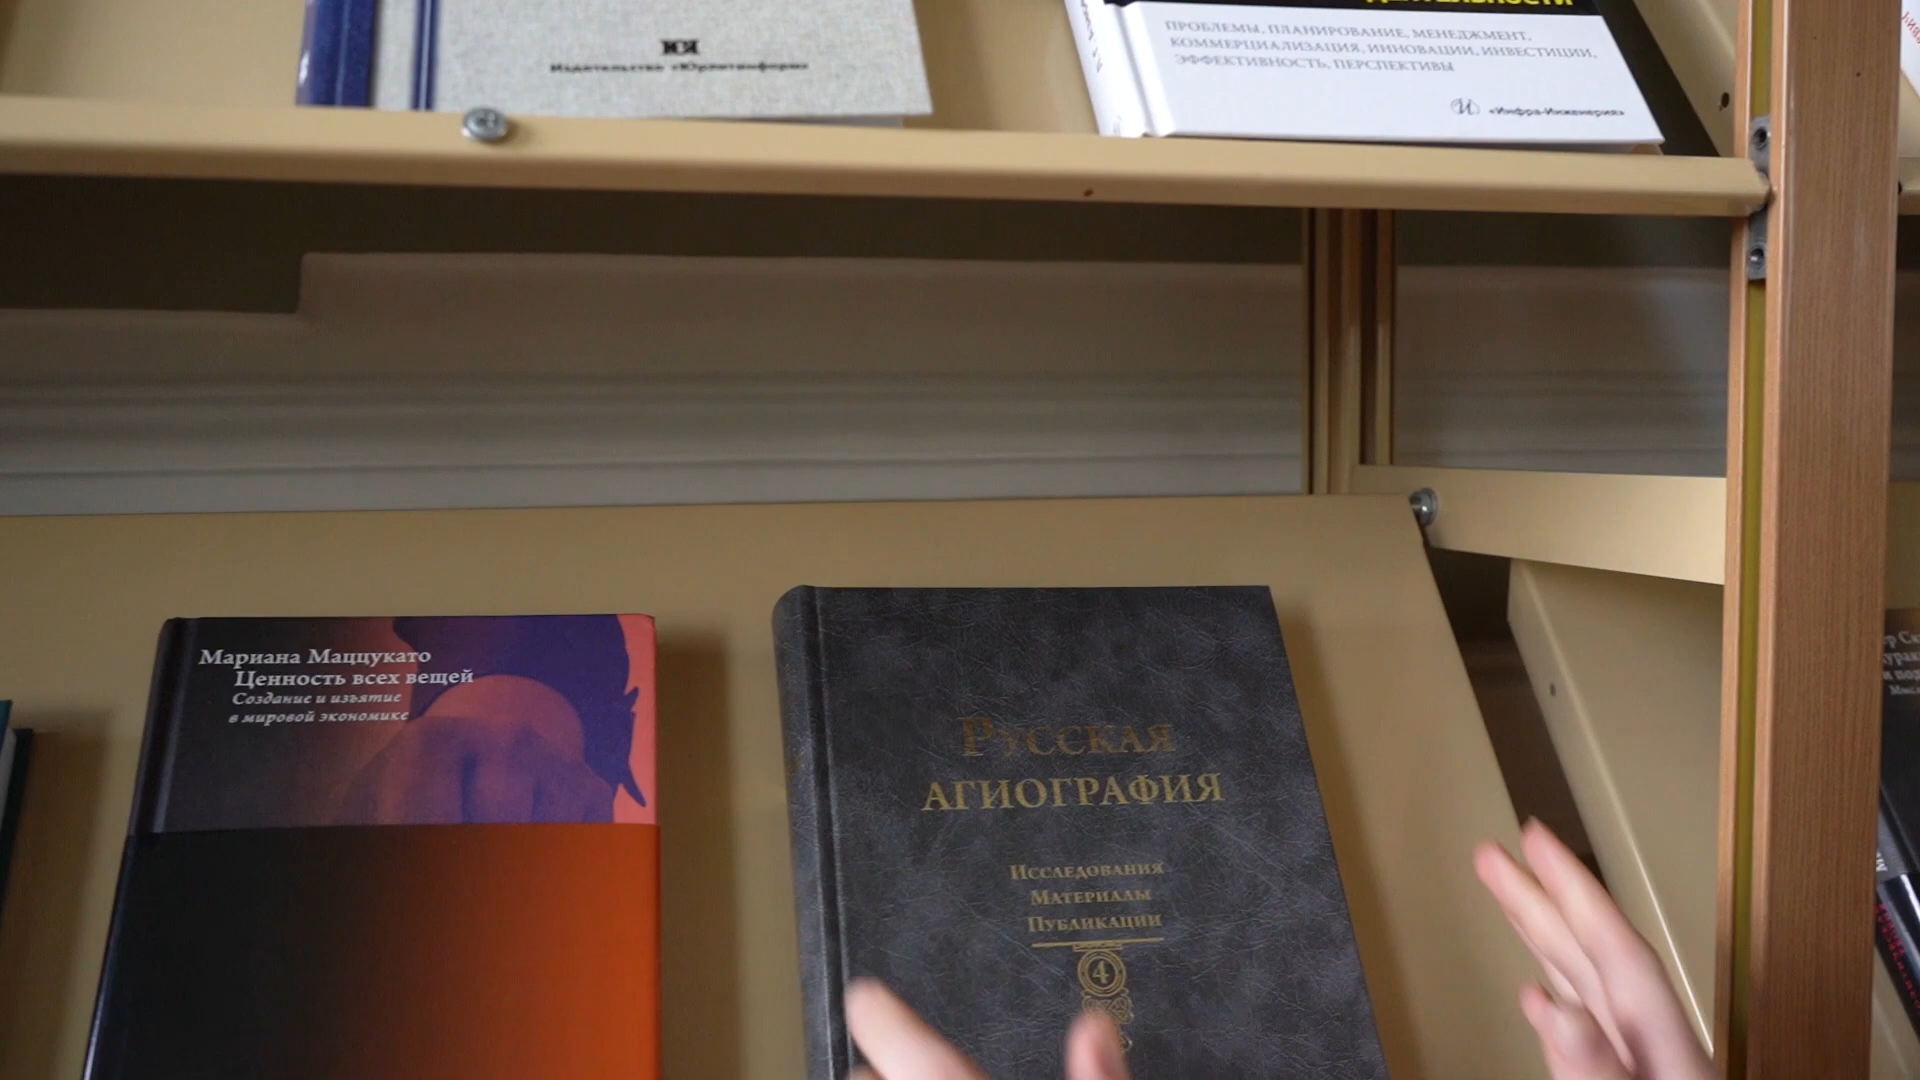 Издательство «Юрлитинформ»
ДЕЯТЕЛЬНОСТИ
ПРОБЛЕМЫ, ПЛАНИРОВАНИЕ, МЕНЕДЖМЕНТ,
КОММЕРЦИАЛИЗАЦИЯ, ИННОВАЦИИ, ИНВЕСТИЦИИ,
ЭФФЕКТИВНОСТЬ, ПЕРСПЕКТИВЫ
«Инфра-Инженерия»
Мариана Маццукато
Ценность всех вещей
Создание и изъятие
в мировой экономике
Русская
агиография
Исследования
Материалы
Публикации
4